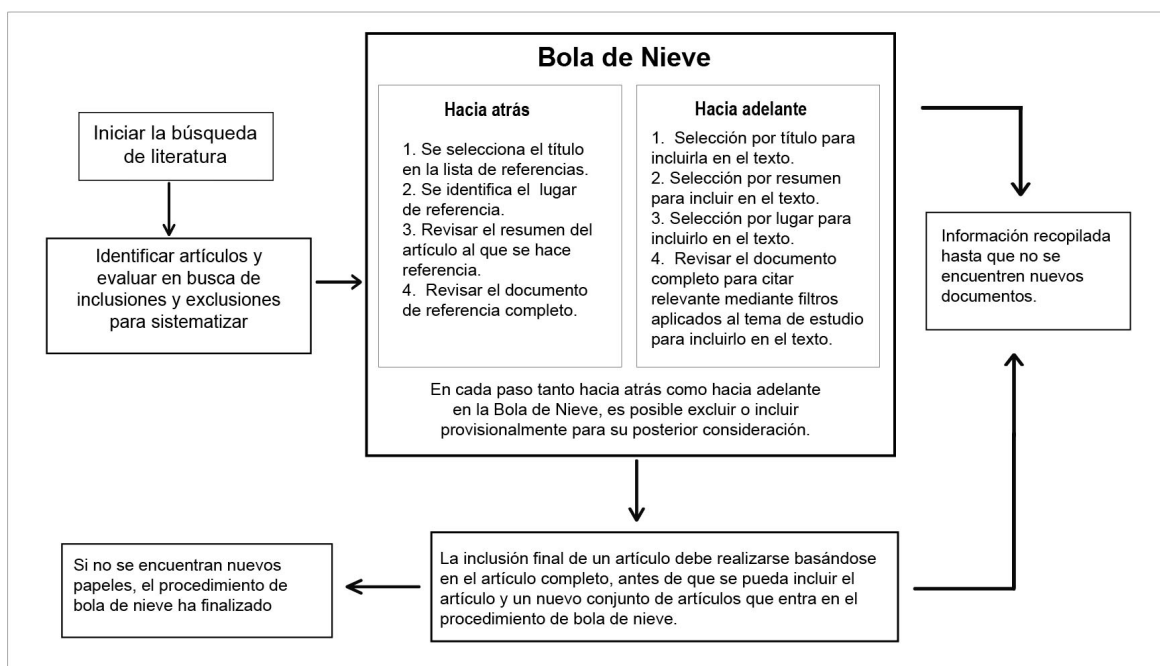 Bola de Nieve
Iniciar la búsqueda
de literatura
Identificar artículos y
evaluar en busca de
inclusiones y exclusiones
para sistematizar
Hacia atrás
1. Se selecciona el título
en la lista de referencias.
2. Se identifica el lugar
de referencia.
3. Revisar el resumen del
artículo al que se hace
referencia.
4. Revisar el documento
de referencia completo.
Hacia adelante
1. Selección por título para
incluirla en el texto.
2. Selección por resumen
para incluir en el texto.
3. Selección por lugar para
incluirlo en el texto.
4. Revisar el documento
completo para citar
relevante mediante filtros
aplicados al tema de estudio
para incluirlo en el texto.
En cada paso tanto hacia atrás como hacia adelante
en la Bola de Nieve, es posible excluir o incluir
provisionalmente para su posterior consideración.
Información recopilada
hasta que no se
encuentren nuevos
documentos.
Si no se encuentran nuevos
papeles, el procedimiento de
bola de nieve ha finalizado
La inclusión final de un artículo debe realizarse basándose
en el artículo completo, antes de que se pueda incluir el
artículo y un nuevo conjunto de artículos que entra en el
procedimiento de bola de nieve.